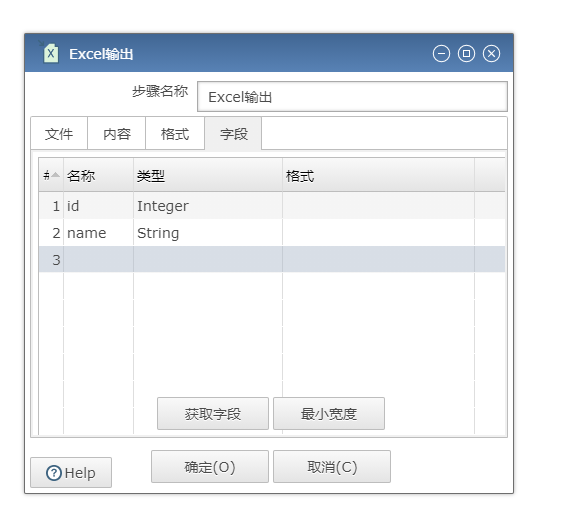 Excel输出
步骤名称 Excel输出
文件 内容 格式 字段
# 名称 类型 格式
1 id Integer
2 name String
3
获取字段 最小宽度
Help 确定(O) 取消(C)